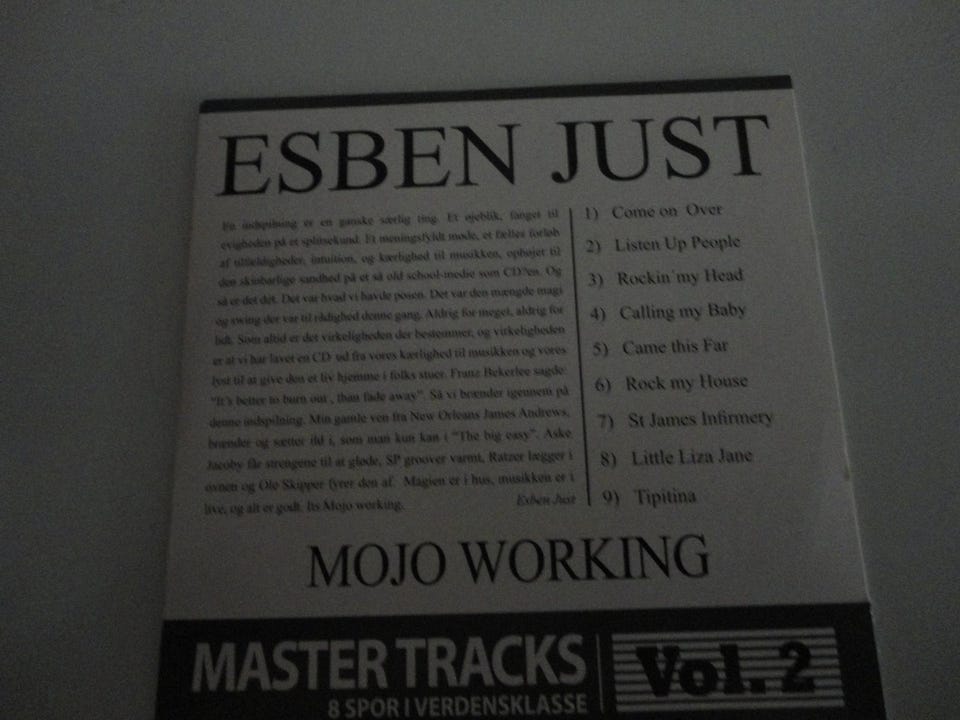 ESBEN JUST
En indspilning er en ganske særlig ting. Et øjeblik, fanget til
evigheden på et splitsekund. Et meningsfyldt møde, et fælles forløb
af tilfældigheder, intuition, og kærlighed til musikken, ophøjet til
den skinbarlige sandhed på et så old school-medie som CD'en. Og
så er det dét. Det var hvad vi havde posen. Det var den mængde magi
og swing der var til rådighed denne gang. Aldrig for meget, aldrig for
lidt. Som altid er det virkeligheden der bestemmer, og virkeligheden
er at vi har lavet en CD ud fra vores kærlighed til musikken og vores
lyst til at give den et liv hjemme i folks stuer. Franz Bekerlee sagde:
"It's better to burn out , than fade away". Så vi brænder igennem på
denne indspilning. Min gamle ven fra New Orleans James Andrews,
brænder og sætter ild i, som man kun kan i "The big easy". Aske
Jacoby får strengene til at gløde, SP groover varmt, Ratzer lægger i
ovnen og Ole Skipper fyrer den af. Magien er i hus, musikken er i
live, og alt er godt. Its Mojo working.
Esben Just
1) Come on Over
2) Listen Up People
3) Rockin´my Head
4) Calling my Baby
5) Came this Far
6) Rock my House
7) St James Infirmery
8) Little Liza Jane
9) Tipitina
MOJO WORKING
MASTER TRACKS
8 SPOR I VERDENSKLASSE
Vol. 2